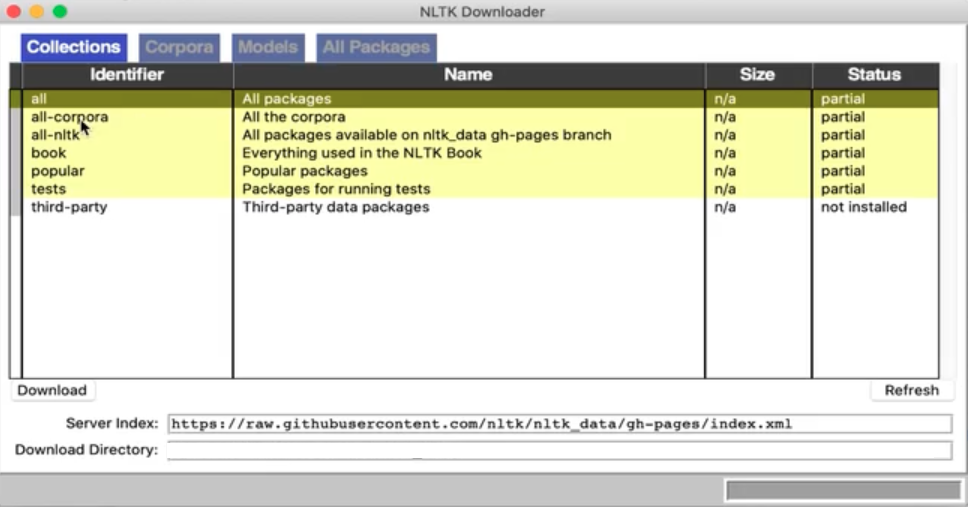 NLTK Downloader
Collections Corpora Models All Packages
Identifier Name Size Status
all All packages n/a partial
all-corpora All the corpora n/a partial
all-nltk All packages available on nltk_data gh-pages branch n/a partial
book Everything used in the NLTK Book n/a partial
popular Popular packages n/a partial
tests Packages for running tests n/a partial
third-party Third-party data packages n/a not installed
Download Refresh
Server Index: https://raw.githubusercontent.com/nltk/nltk_data/gh-pages/index.xml
Download Directory: